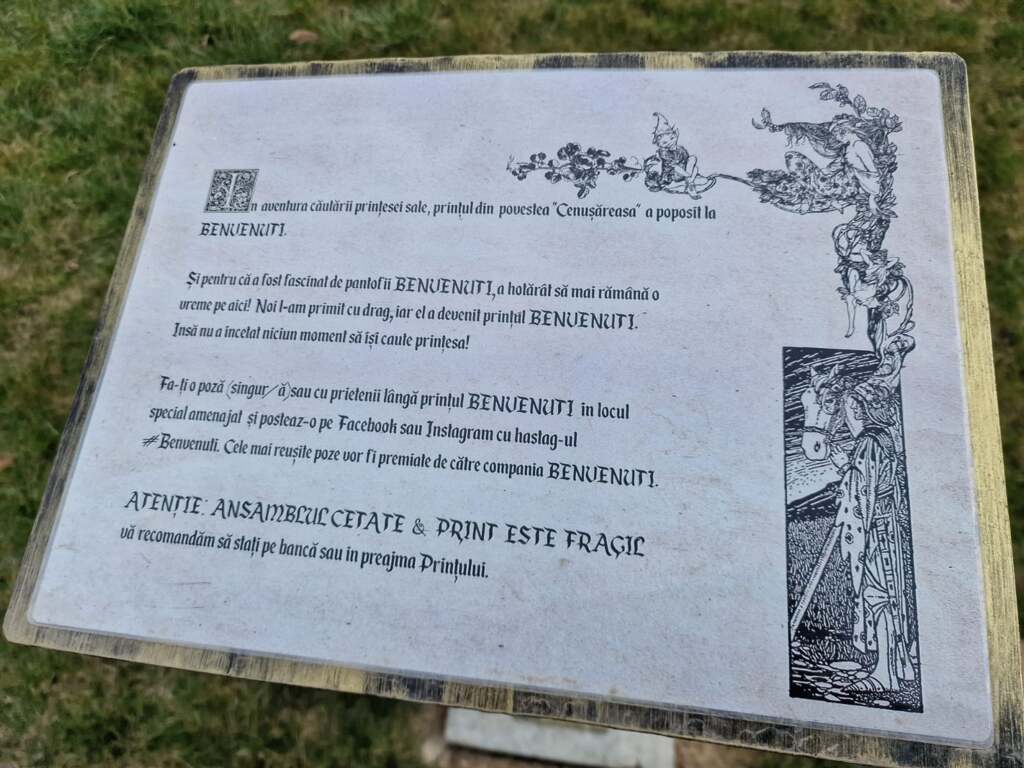 În aventura căutării prințesei sale, prințul din povestea "Cenușăreasa" a poposit la
BENVENUTI.
Și pentru că a fost fascinat de pantofii BENVENUTI, a hotărât să mai rămână o
vreme pe aici! Noi l-am primit cu drag, iar el a devenit prințul BENVENUTI.
Însă nu a încetat niciun moment să își caute prințesa!
Fa-ți o poză (singur/ă) sau cu prietenii lângă prințul BENVENUTI în locul
special amenajat și posteaz-o pe Facebook sau Instagram cu hastag-ul
#Benvenuti. Cele mai reușite poze vor fi premiate de către compania BENVENUTI.
ATENȚIE: ANSAMBLUL CETATE & PRINT ESTE FRAGIL
vă recomandăm să stați pe bancă sau în preajma Prințului.